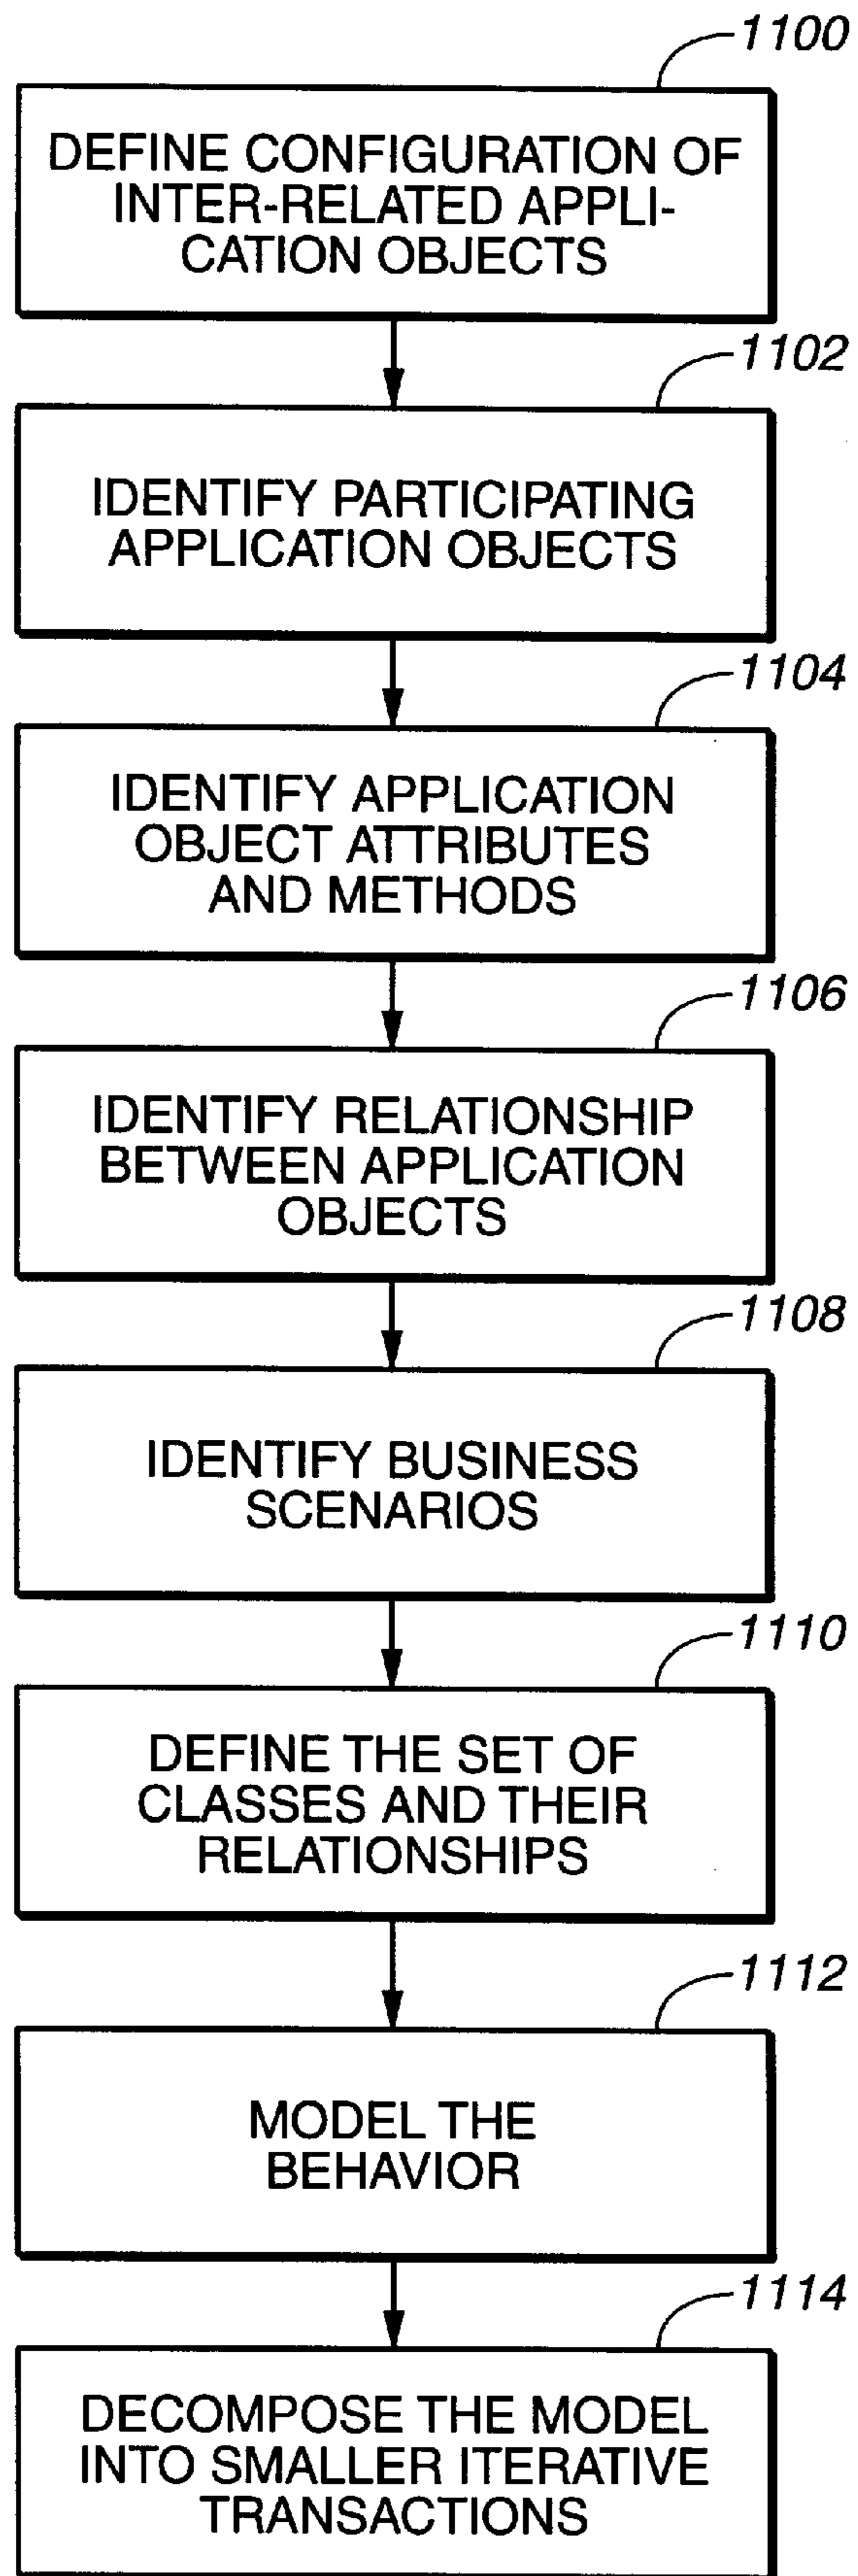 1100
DEFINE CONFIGURATION OF
INTER-RELATED APPLI-
CATION OBJECTS
1102
IDENTIFY PARTICIPATING
APPLICATION OBJECTS
1104
IDENTIFY APPLICATION
OBJECT ATTRIBUTES
AND METHODS
1106
IDENTIFY RELATIONSHIP
BETWEEN APPLICATION
OBJECTS
1108
IDENTIFY BUSINESS
SCENARIOS
1110
DEFINE THE SET OF
CLASSES AND THEIR
RELATIONSHIPS
1112
MODEL THE
BEHAVIOR
1114
DECOMPOSE THE MODEL
INTO SMALLER ITERATIVE
TRANSACTIONS